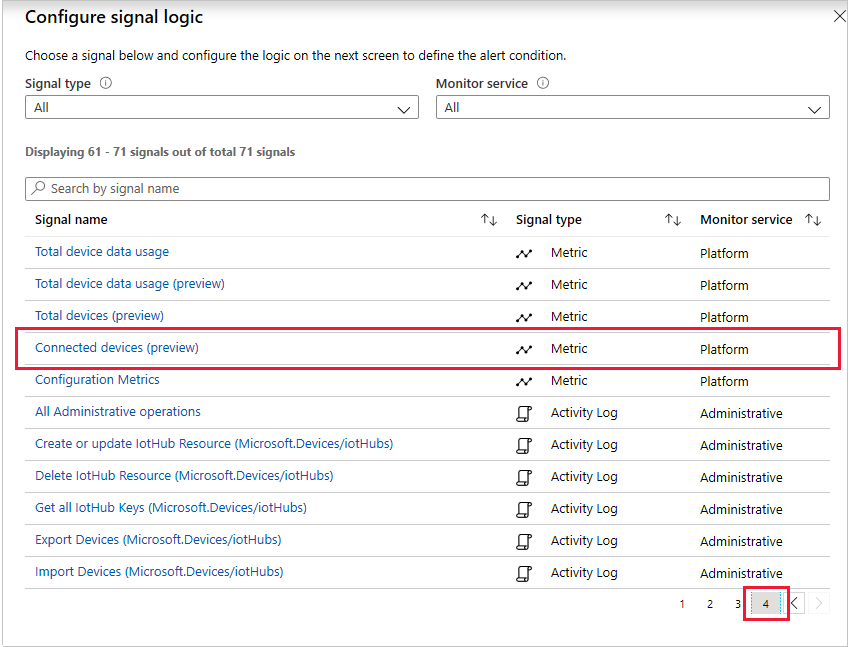 Configure signal logic
Choose a signal below and configure the logic on the next screen to define the alert condition.
Signal type Monitor service
All All
Displaying 61 - 71 signals out of total 71 signals
Search by signal name
Signal name Signal type Monitor service
Total device data usage Metric Platform
Total device data usage (preview) Metric Platform
Total devices (preview) Metric Platform
Connected devices (preview) Metric Platform
Configuration Metrics Metric Platform
All Administrative operations Activity Log Administrative
Create or update IotHub Resource (Microsoft.Devices/iotHubs) Activity Log Administrative
Delete IotHub Resource (Microsoft.Devices/iotHubs) Activity Log Administrative
Get all IotHub Keys (Microsoft.Devices/iotHubs) Activity Log Administrative
Export Devices (Microsoft.Devices/iotHubs) Activity Log Administrative
Import Devices (Microsoft.Devices/iotHubs) Activity Log Administrative
1 2 3 4